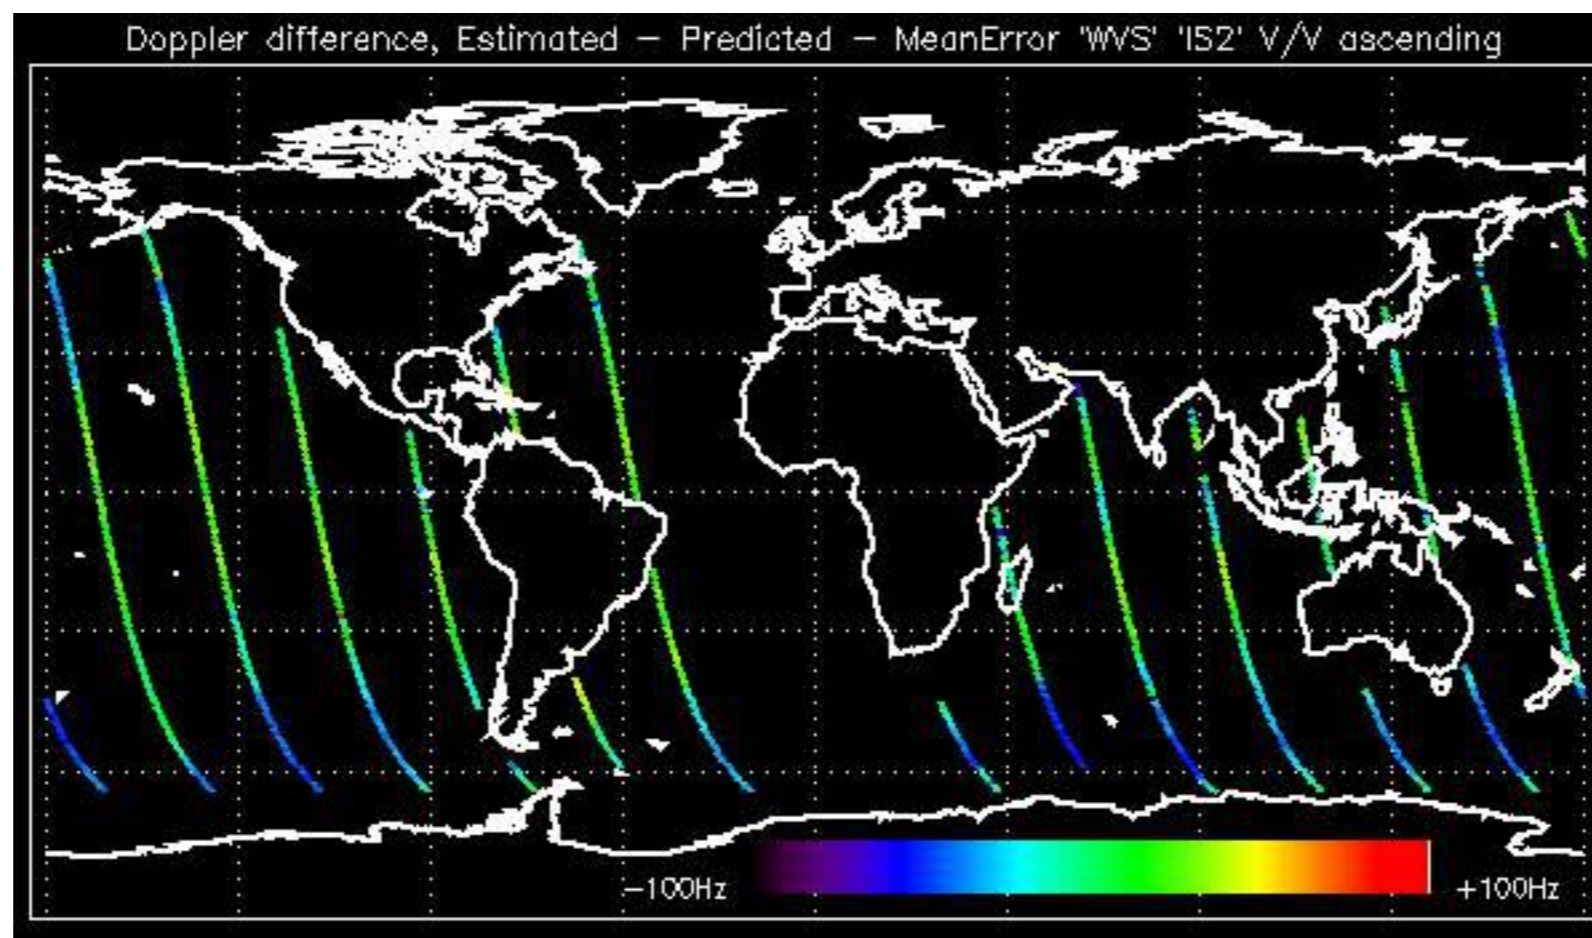 Doppler difference, Estimated – Predicted – MeanError 'WVS' 'IS2' V/V ascending
–100Hz
+100Hz